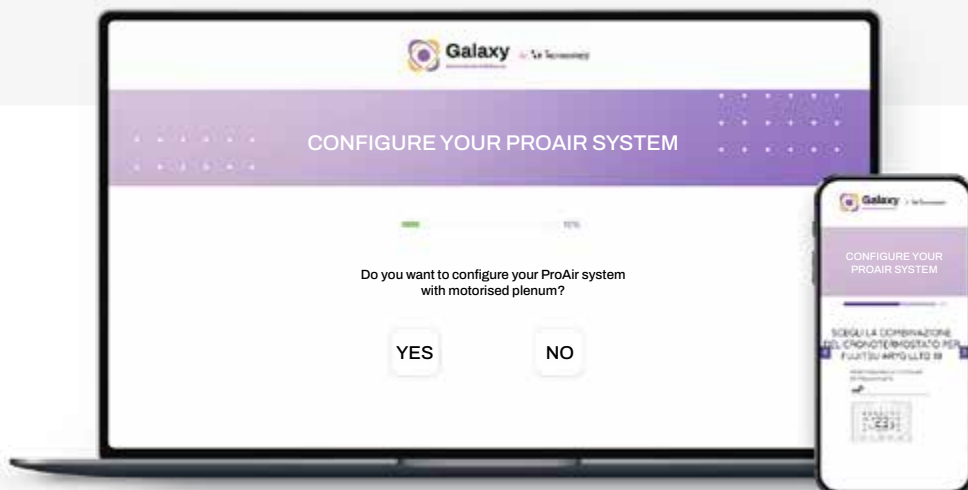 Galaxy
CONFIGURE YOUR PROAIR SYSTEM
10%
Do you want to configure your ProAir system
with motorised plenum?
YES
NO
Galaxy
CONFIGURE YOUR
PROAIR SYSTEM
SCEGLI LA COMBINAZIONE
DEL CRONOTERMOSTATO PER
FUJITSU